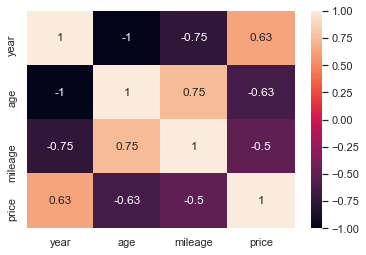 year 1 -1 -0.75 0.63
age -1 1 0.75 -0.63
mileage -0.75 0.75 1 -0.5
price 0.63 -0.63 -0.5 1
year age mileage price
1.00
0.75
0.50
0.25
0.00
−0.25
−0.50
−0.75
−1.00